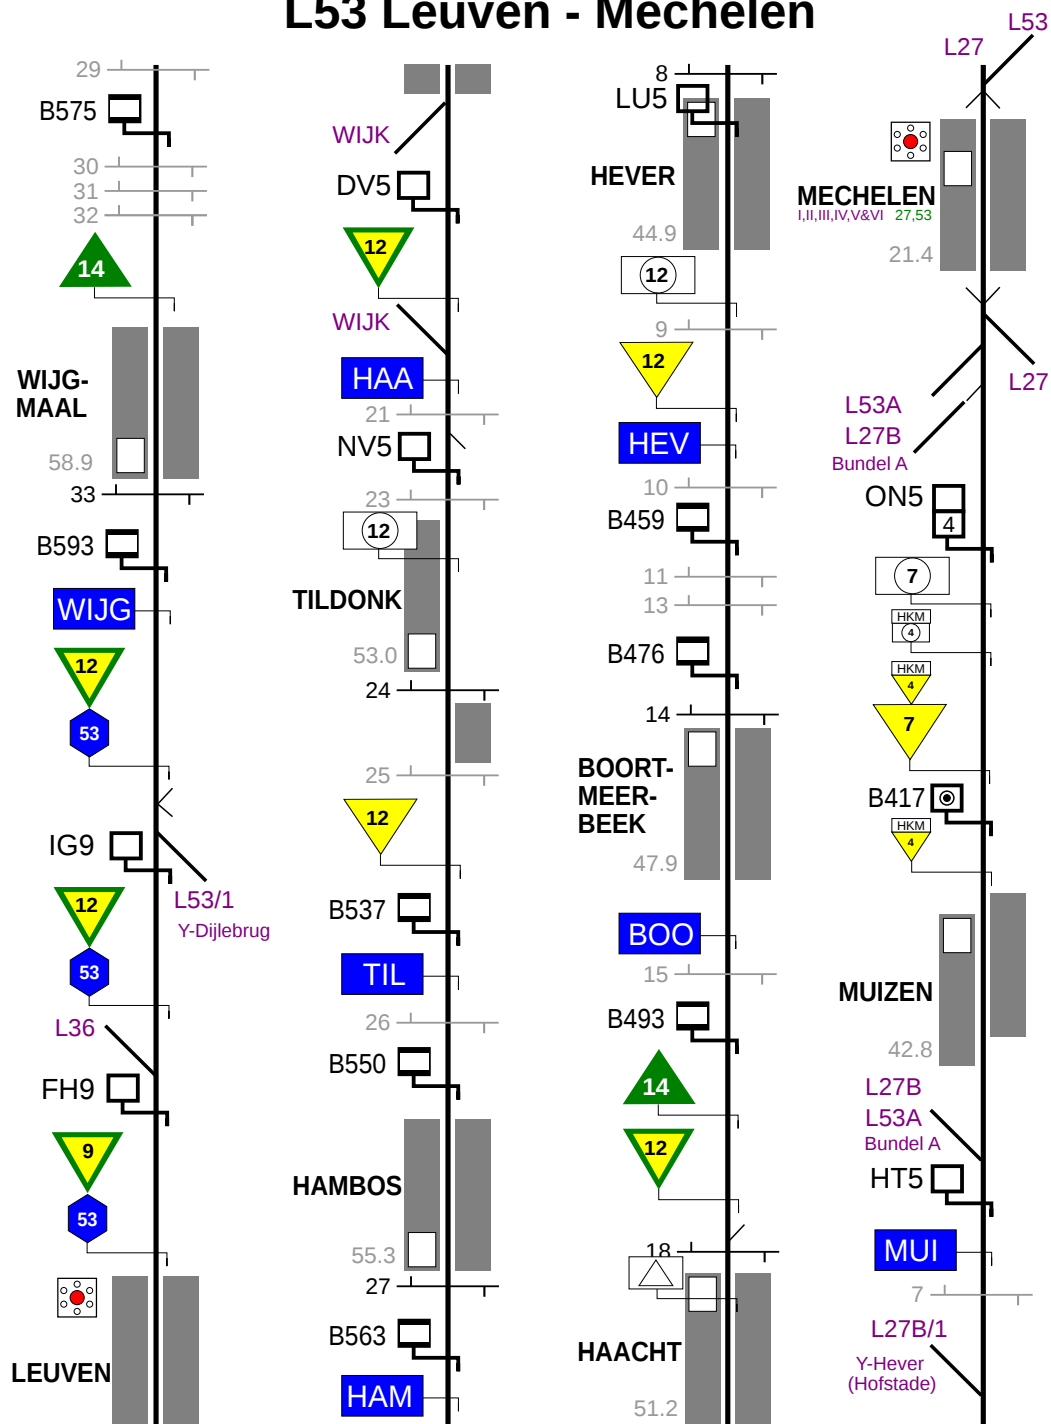 L53 Leuven - Mechelen
29
B575
30
31
32
14
WIJG-
MAAL
58.9
33
B593
WIJG
12
53
IG9
L53/1
Y-Dijlebrug
12
53
L36
FH9
9
53
LEUVEN
WIJK
DV5
12
WIJK
HAA
21
NV5
23
12
TILDONK
53.0
24
25
12
B537
TIL
26
B550
HAMBOS
55.3
27
B563
HAM
8
LU5
HEVER
44.9
12
9
12
HEV
10
B459
11
13
B476
14
BOORT-
MEER-
BEEK
47.9
BOO
15
B493
14
12
18
HAACHT
51.2
L53
L27
MECHELEN
I,II,III,IV,V&VI 27,53
21.4
L27
L53A
L27B
Bundel A
ON5
4
7
HKM
4
HKM
4
7
B417
HKM
4
MUIZEN
42.8
L27B
L53A
Bundel A
HT5
MUI
7
L27B/1
Y-Hever
(Hofstade)